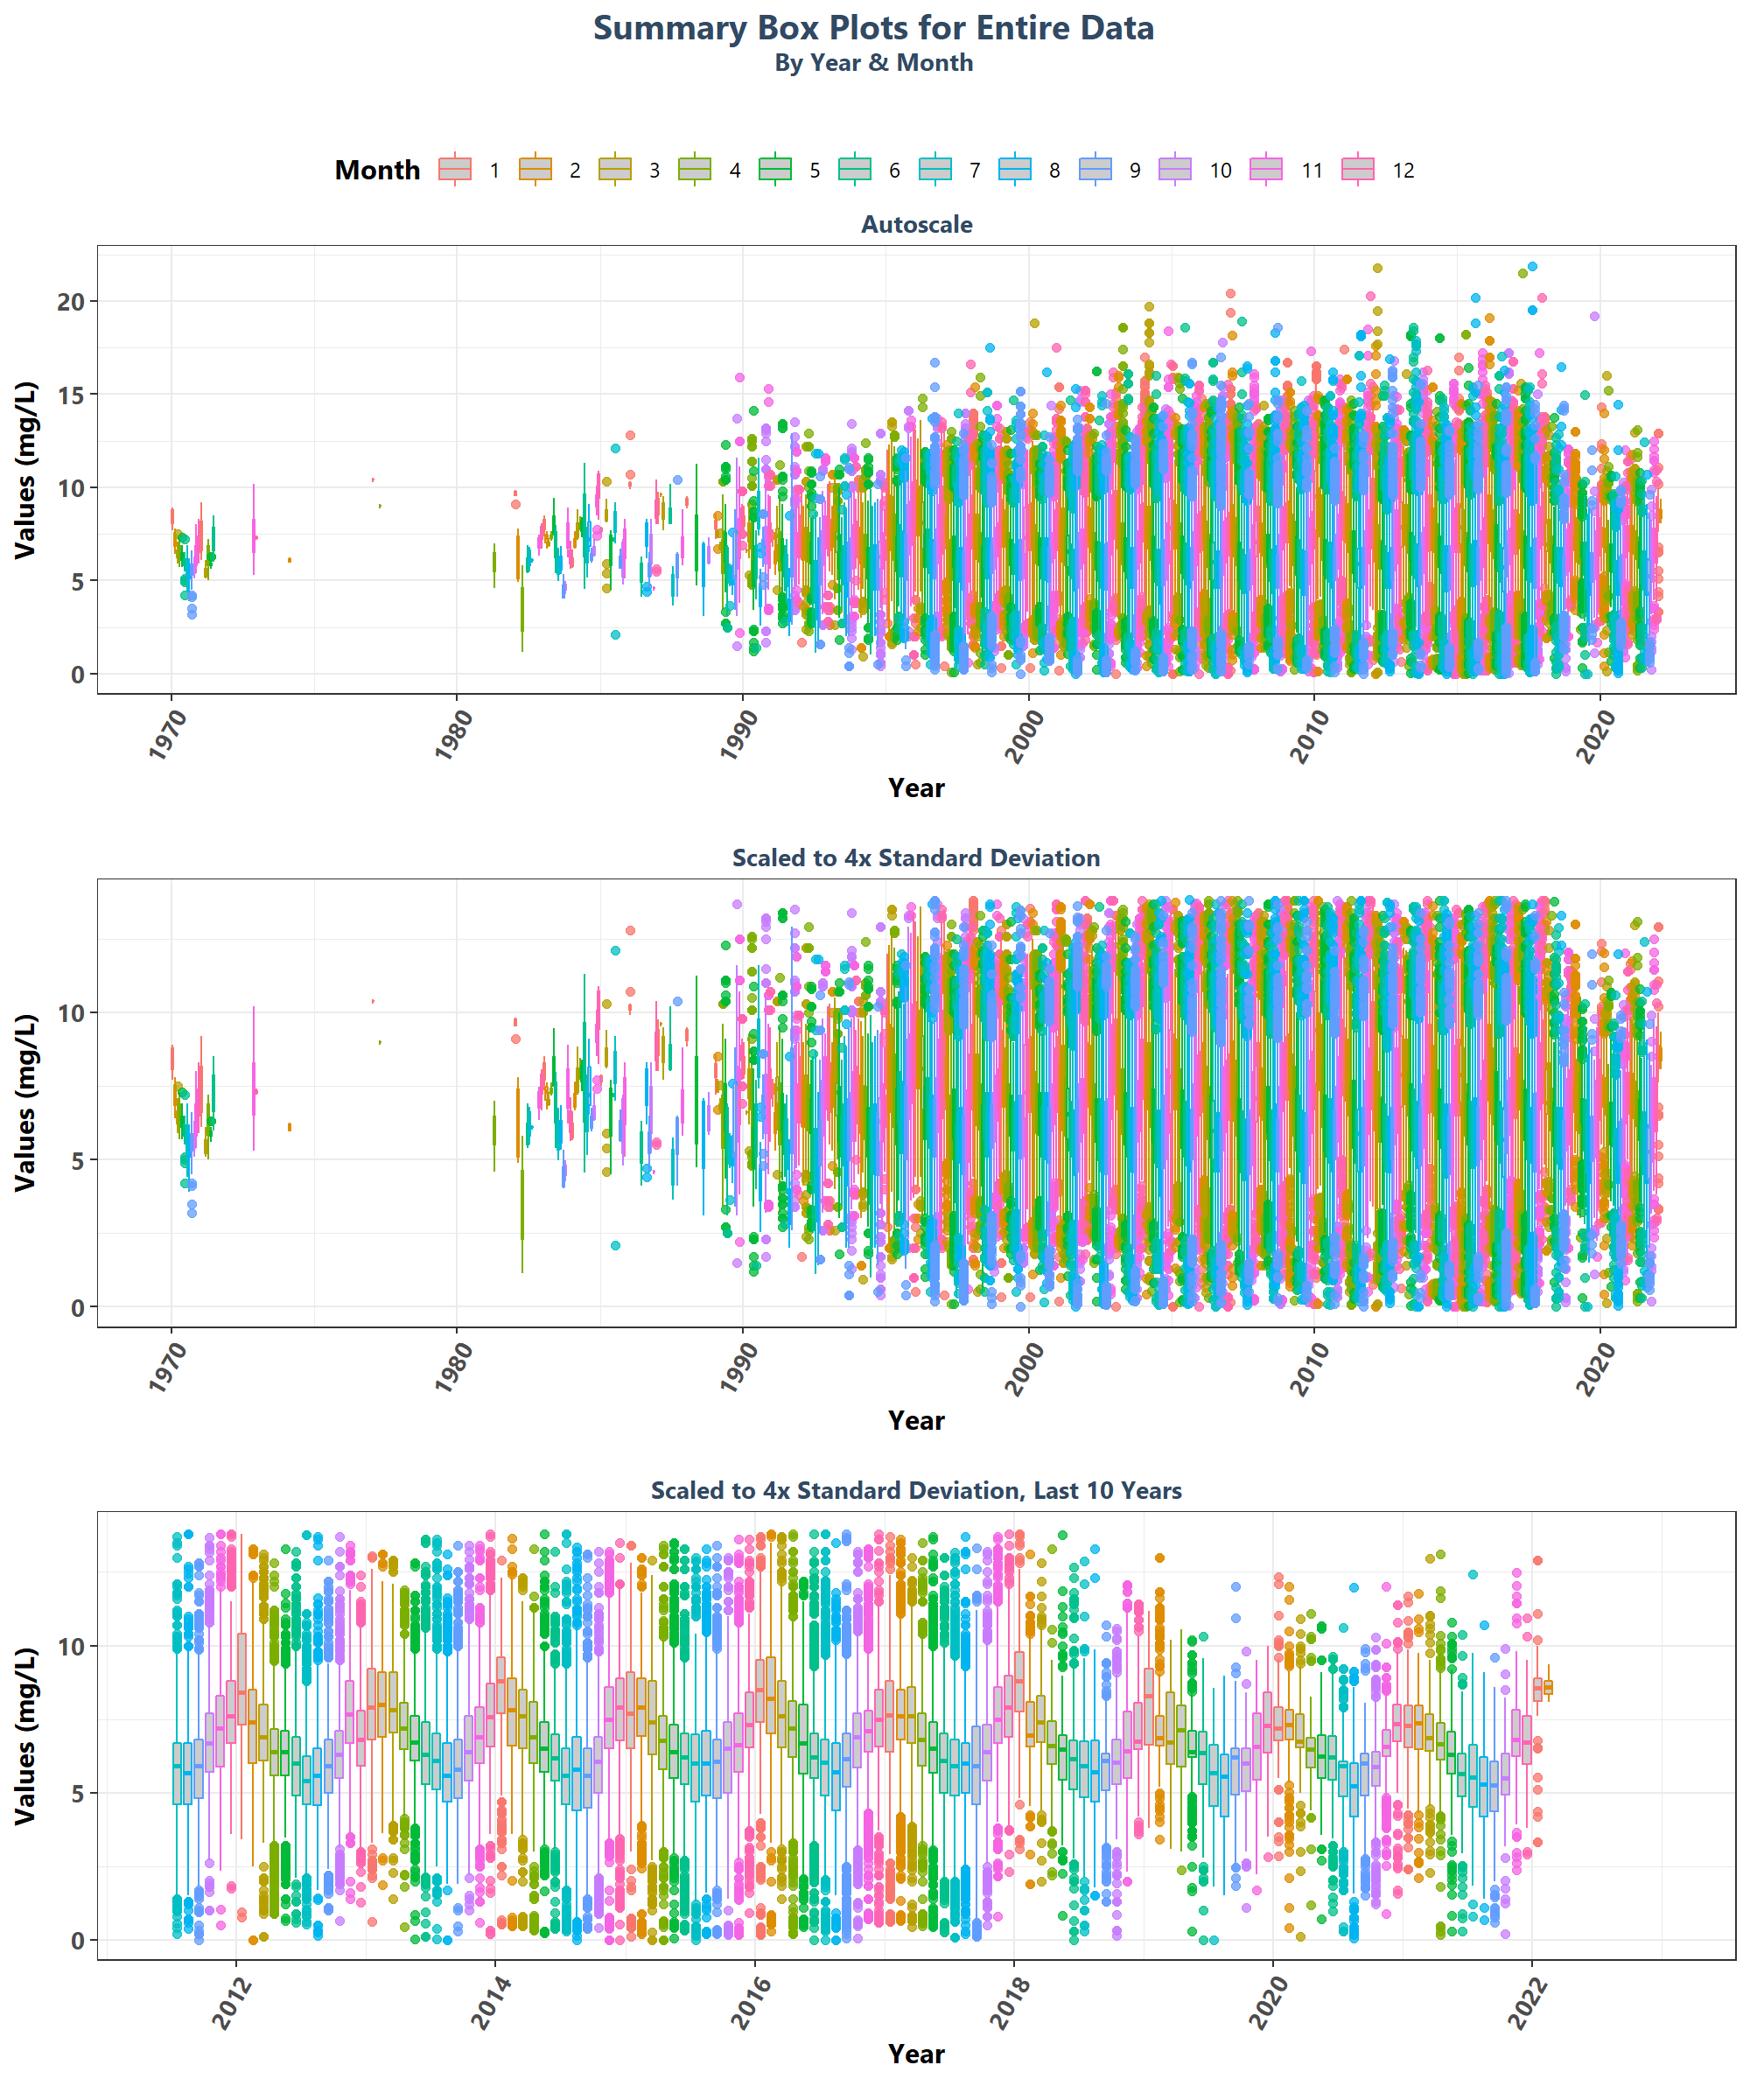 Summary Box Plots for Entire Data
By Year & Month
Month 1 2 3 4 5 6 7 8 9 10 11 12
Autoscale
Values (mg/L)
20
15
10
5
0
1970 1980 1990 2000 2010 2020
Year
Scaled to 4x Standard Deviation
Values (mg/L)
10
5
0
1970 1980 1990 2000 2010 2020
Year
Scaled to 4x Standard Deviation, Last 10 Years
Values (mg/L)
10
5
0
2012 2014 2016 2018 2020 2022
Year